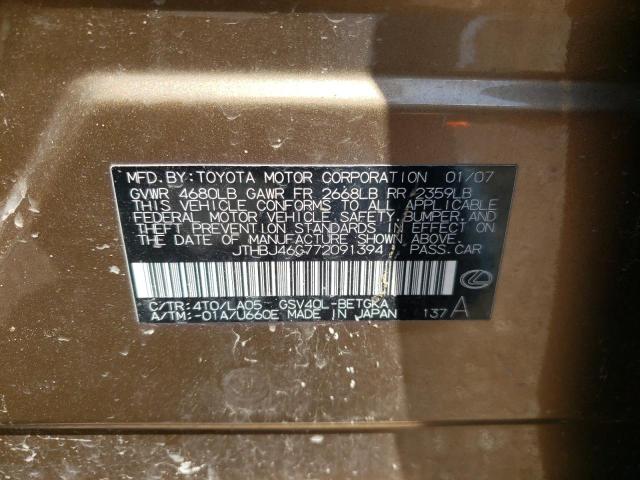 MFD. BY: TOYOTA MOTOR CORPORATION 01/07
GVWR 4680LB GAWR FR 2668LB RR 2359LB
THIS VEHICLE CONFORMS TO ALL APPLICABLE
FEDERAL MOTOR VEHICLE SAFETY, BUMPER, AND
THEFT PREVENTION STANDARDS IN EFFECT ON
THE DATE OF MANUFACTURE SHOWN ABOVE.
JTHBJ46G772091394 PASS. CAR
C/TR: 4T0/LA05- GSV40L-BETGKA
A/TM: -01A/U660E MADE IN JAPAN 137 A